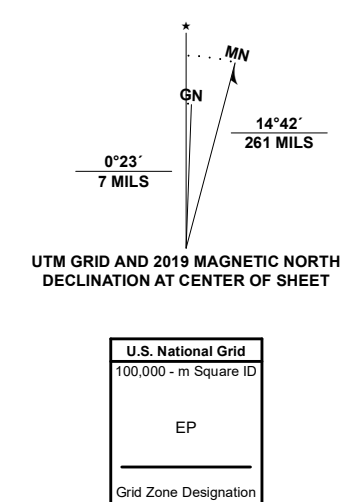 ★
MN
GN
14°42´
261 MILS
0°23´
7 MILS
UTM GRID AND 2019 MAGNETIC NORTH
DECLINATION AT CENTER OF SHEET
U.S. National Grid
100,000 - m Square ID
EP
Grid Zone Designation